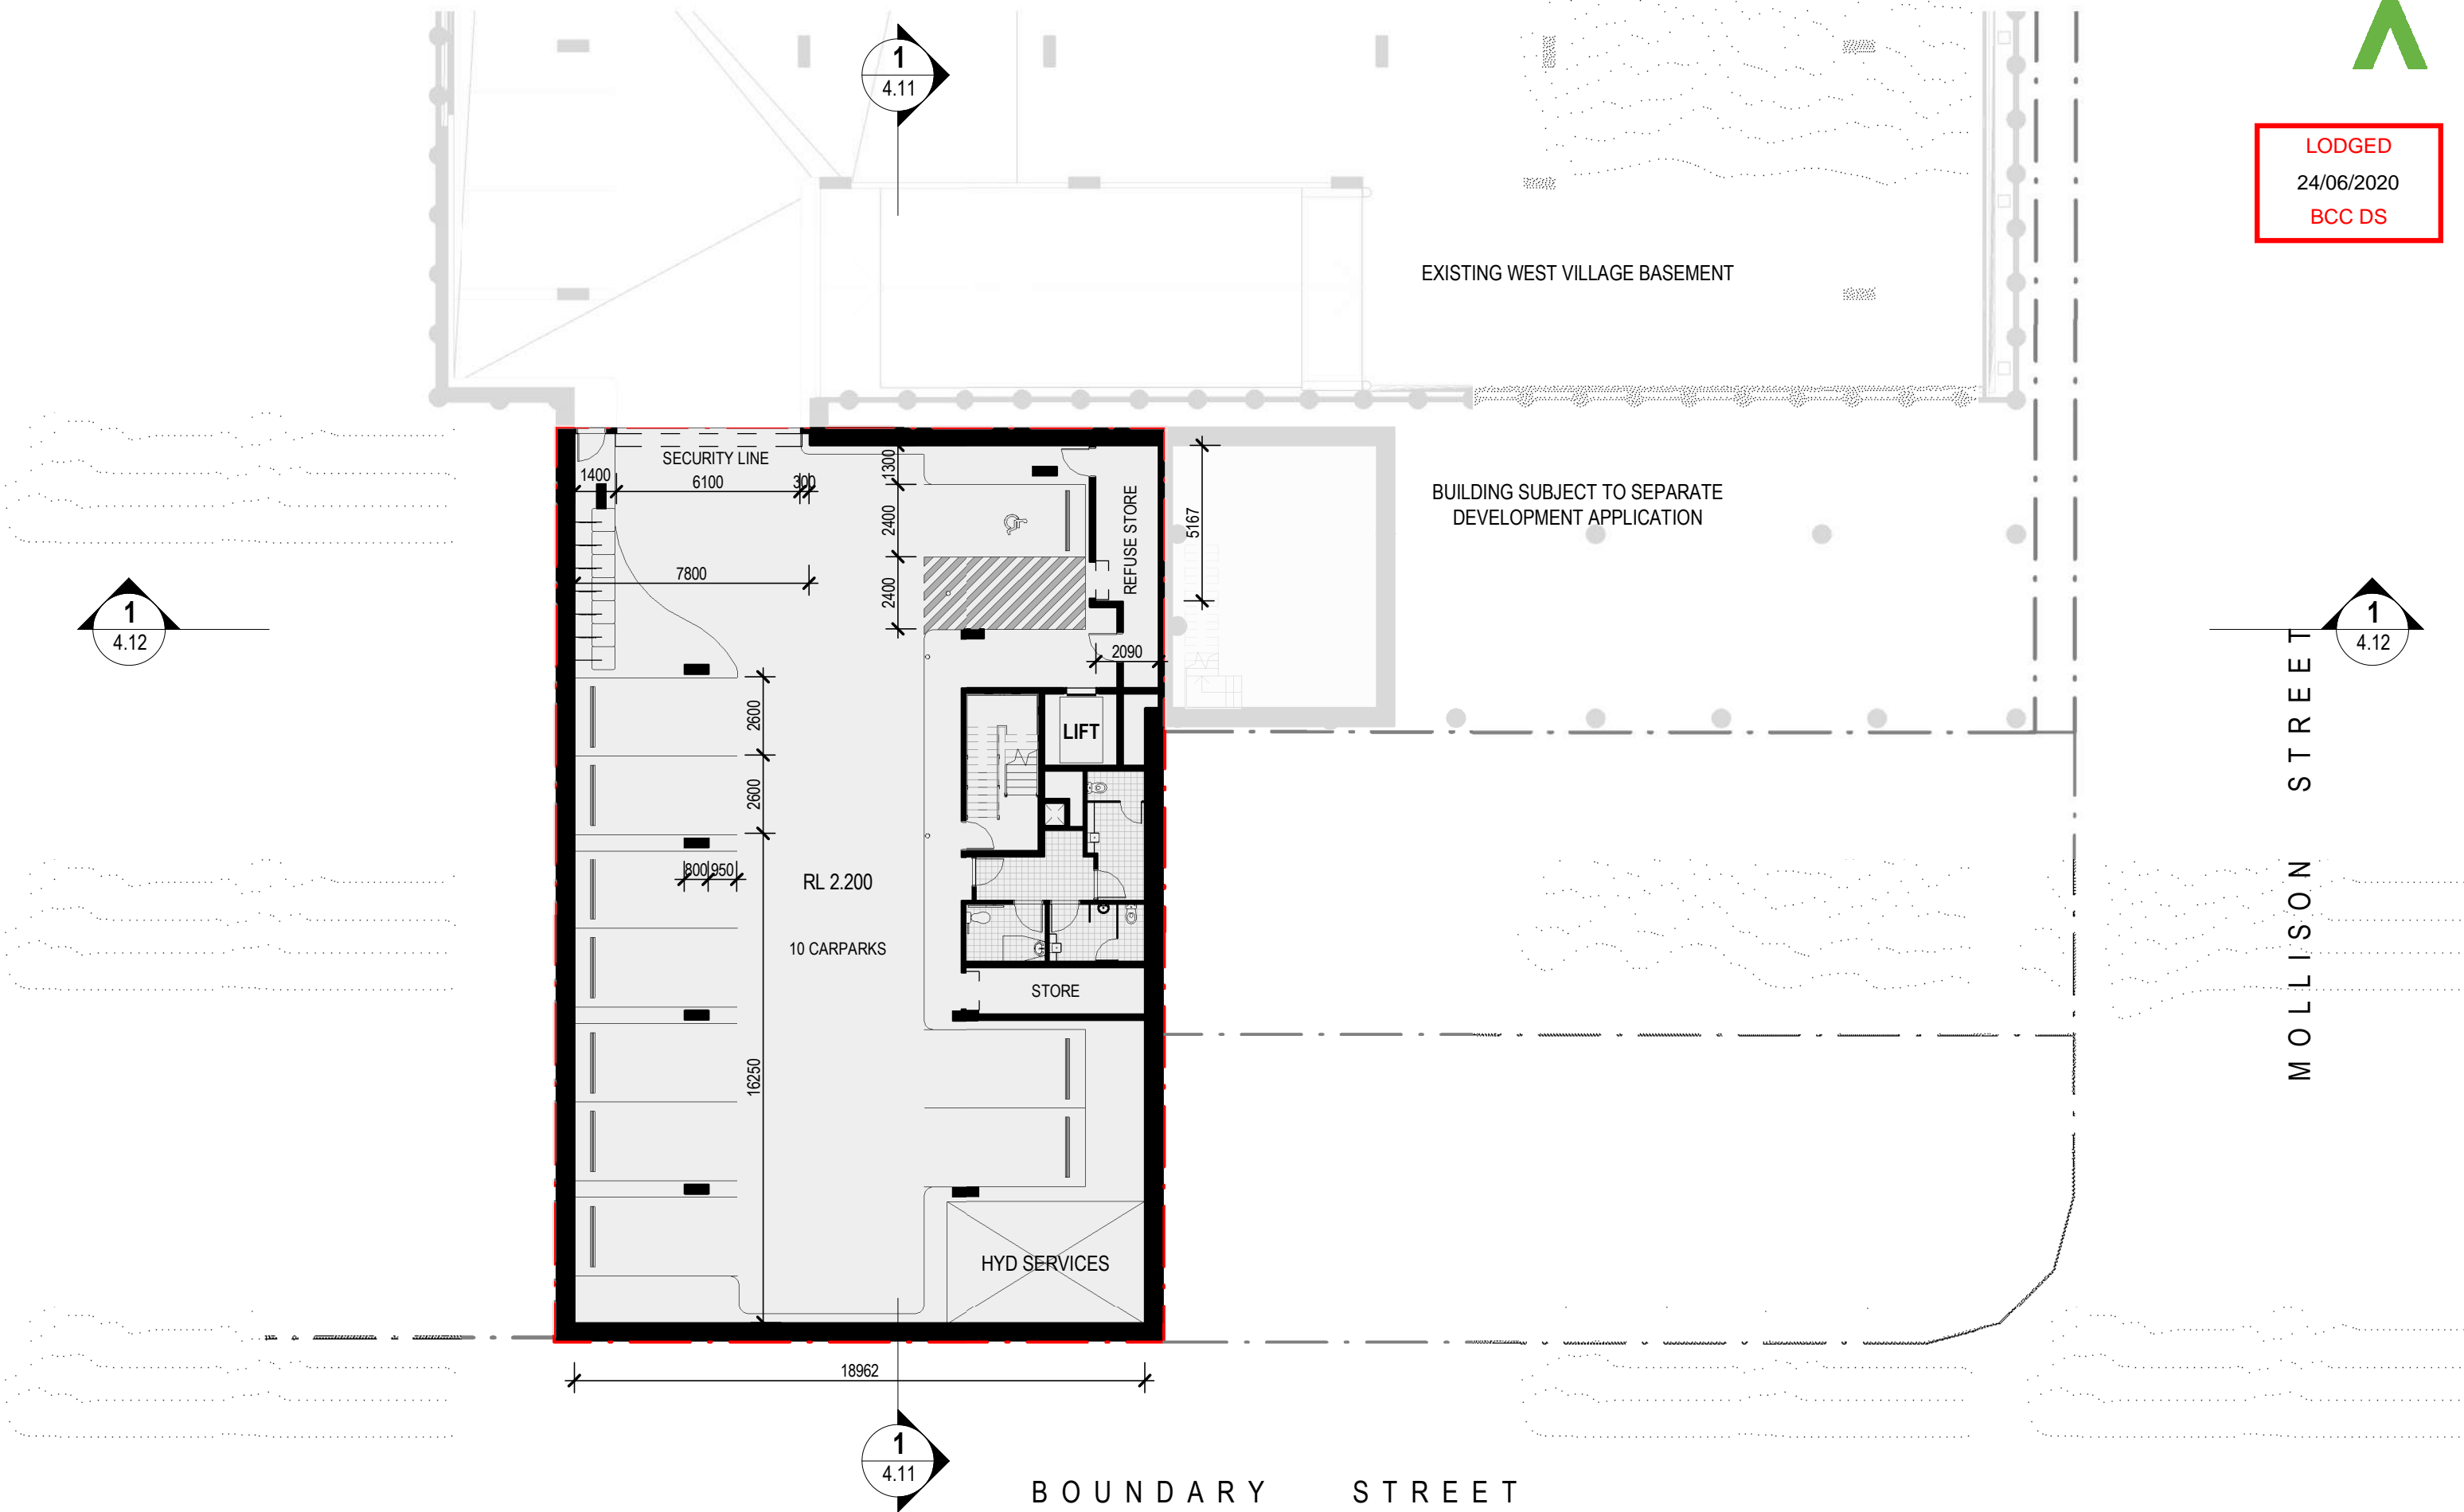 1
4.11
LODGED
24/06/2020
BCC DS
EXISTING WEST VILLAGE BASEMENT
SECURITY LINE
1400
6100
300
1300
2400
2400
REFUSE STORE
5167
BUILDING SUBJECT TO SEPARATE
DEVELOPMENT APPLICATION
7800
1
4.12
1
4.12
2090
2600
2600
LIFT
MOLLISON STREET
800
950
RL 2.200
10 CARPARKS
STORE
16250
HYD SERVICES
18962
1
4.11
BOUNDARY STREET